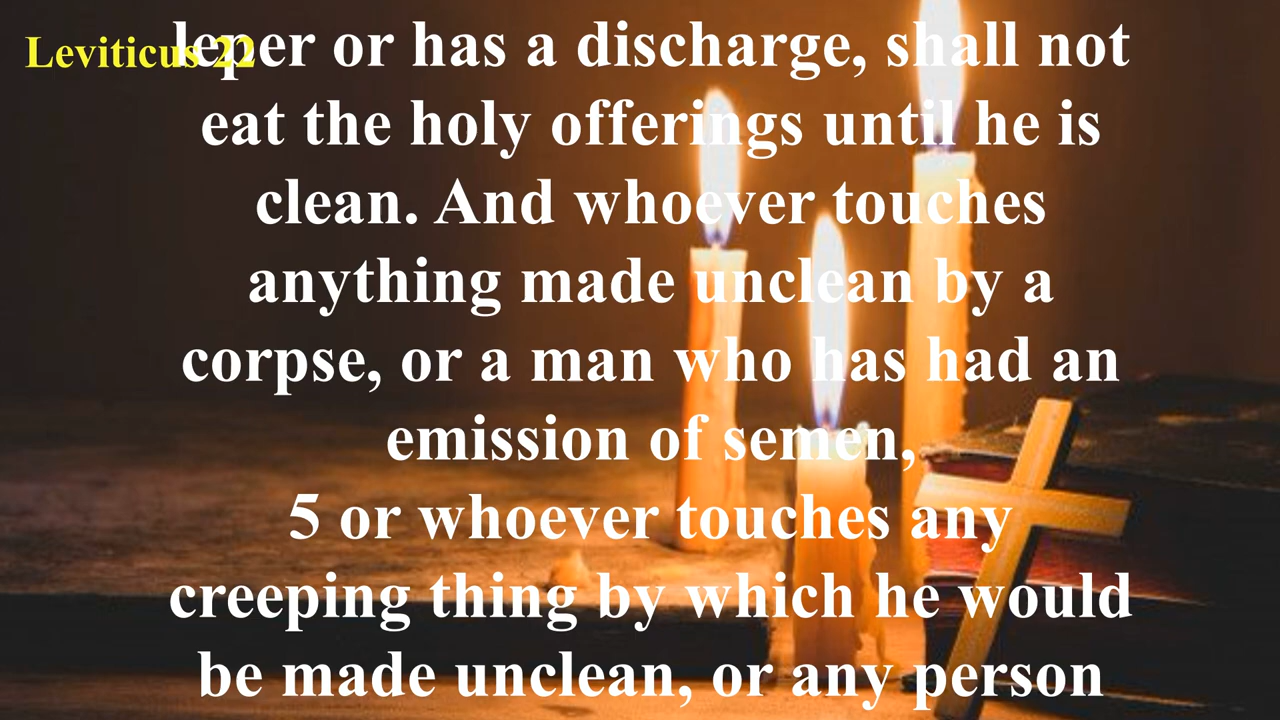 Leviticus 22
leper or has a discharge, shall not
eat the holy offerings until he is
clean. And whoever touches
anything made unclean by a
corpse, or a man who has had an
emission of semen,
5 or whoever touches any
creeping thing by which he would
be made unclean, or any person